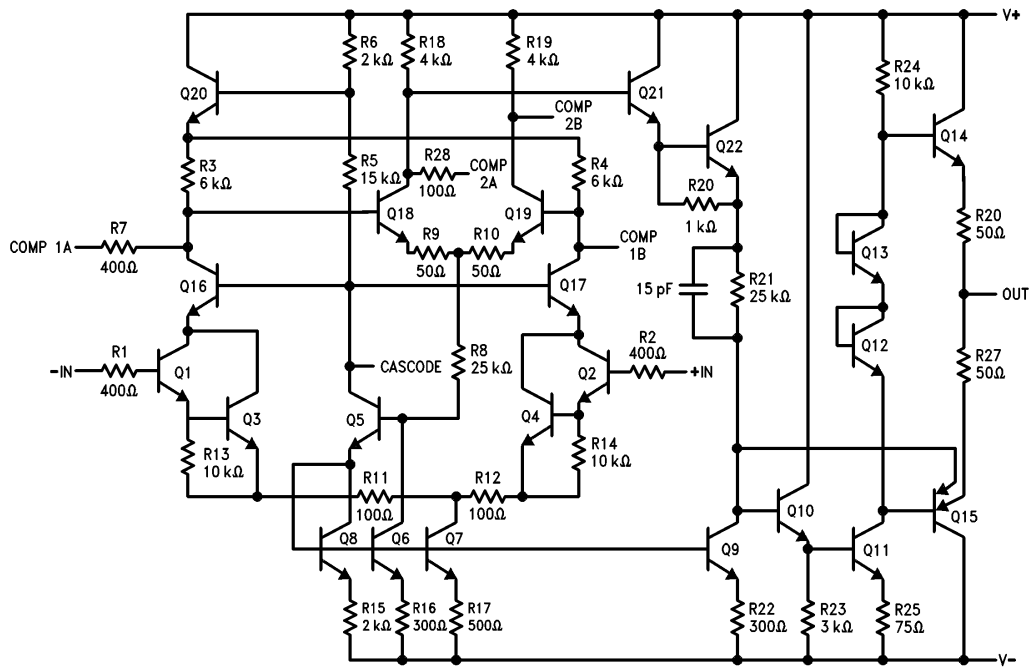 V+
R6
2 kΩ
R18
4 kΩ
R19
4 kΩ
R24
10 kΩ
Q20
Q21
COMP
2B
Q14
Q22
R3
6 kΩ
R5
15 kΩ
R28
100Ω
COMP
2A
R4
6 kΩ
R20
1 kΩ
R7
400Ω
COMP 1A
Q18
Q19
R9
50Ω
R10
50Ω
COMP
1B
R20
50Ω
Q13
Q16
Q17
15 pF
R21
25 kΩ
OUT
Q12
R1
400Ω
-IN
Q1
CASCODE
R8
25 kΩ
Q2
R2
400Ω
+IN
R27
50Ω
Q3
Q5
Q4
R13
10 kΩ
R14
10 kΩ
R11
100Ω
R12
100Ω
Q10
Q15
Q8
Q6
Q7
Q9
Q11
R15
2 kΩ
R16
300Ω
R17
500Ω
R22
300Ω
R23
3 kΩ
R25
75Ω
V-